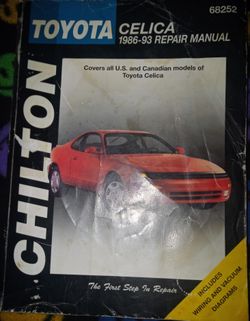 68252
TOYOTA CELICA
1986-93 REPAIR MANUAL
Covers all U.S. and Canadian models of
Toyota Celica
CHILTON
The First Step In Repair
INCLUDES
WIRING AND VACUUM
DIAGRAMS